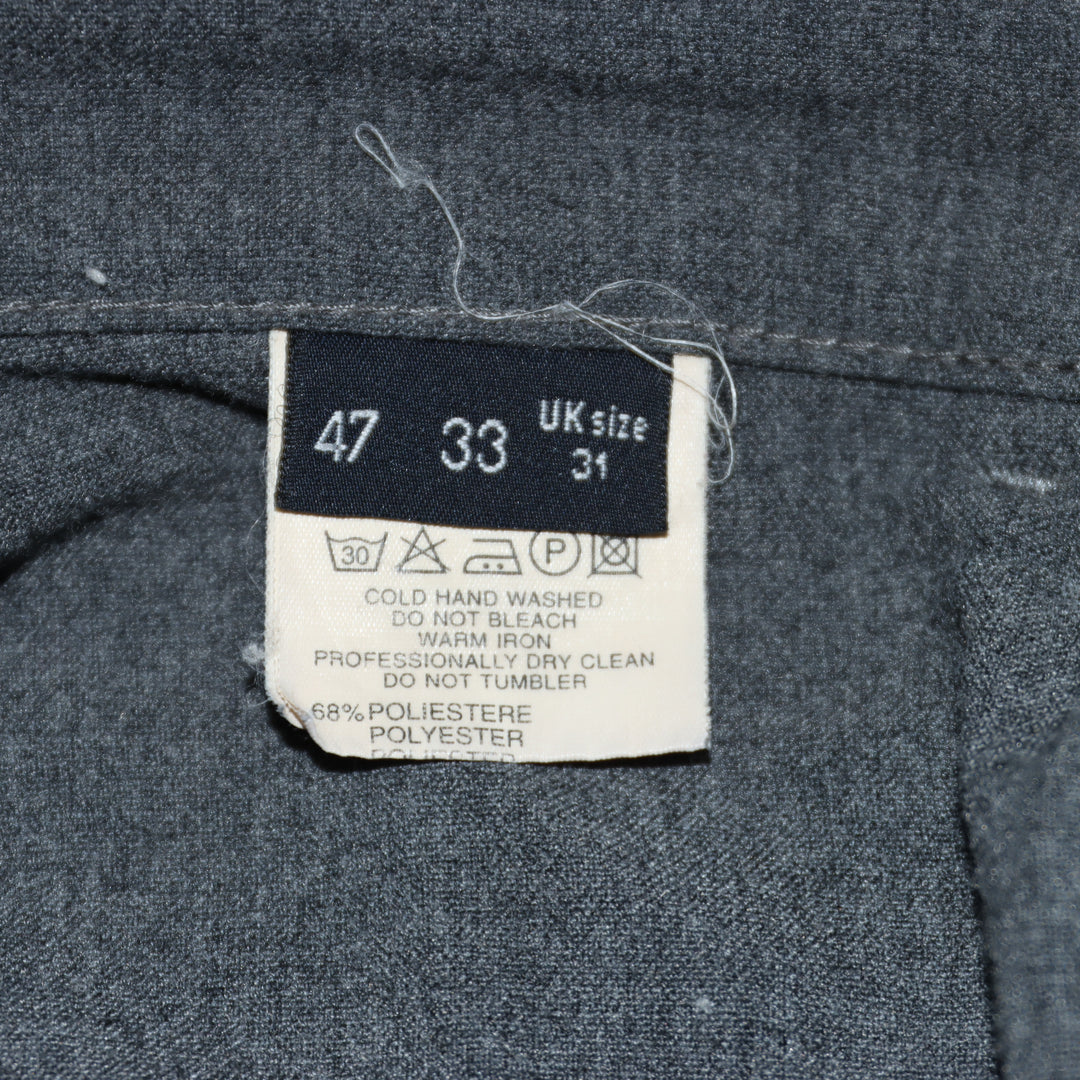 47 33 UK size
31
30 P
COLD HAND WASHED
DO NOT BLEACH
WARM IRON
PROFESSIONALLY DRY CLEAN
DO NOT TUMBLER
68% POLIESTERE
POLYESTER